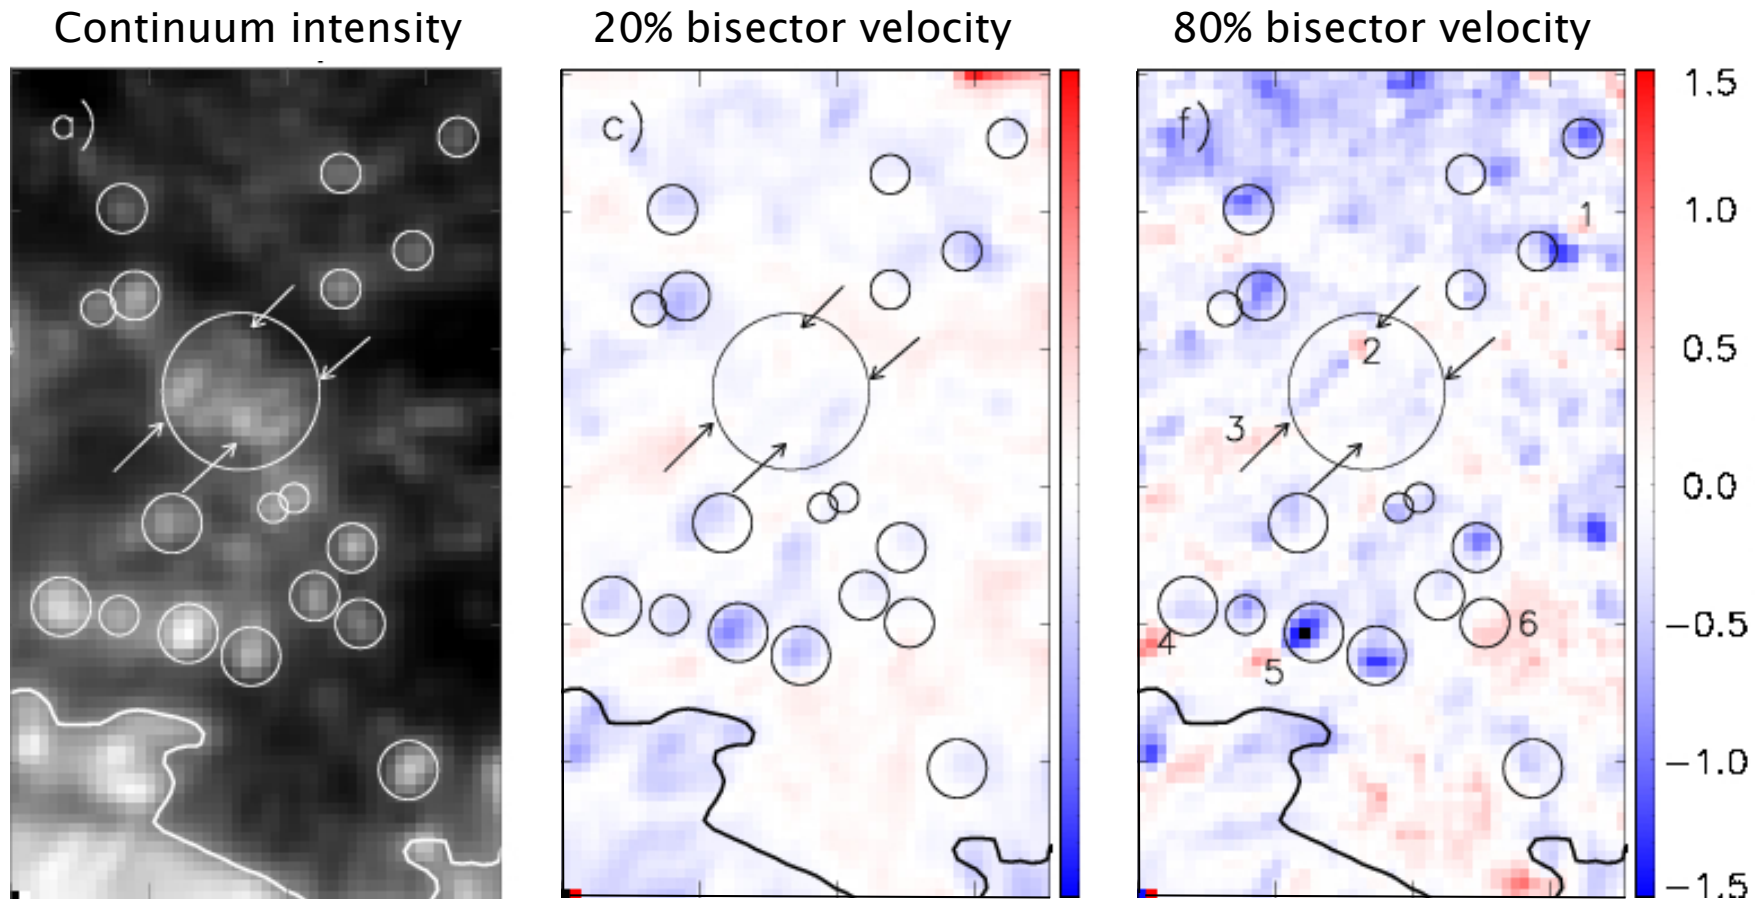 Continuum intensity
20% bisector velocity
80% bisector velocity
a)
c)
f)
1
2
3
4
5
6
1.5
1.0
0.5
0.0
−0.5
−1.0
−1.5